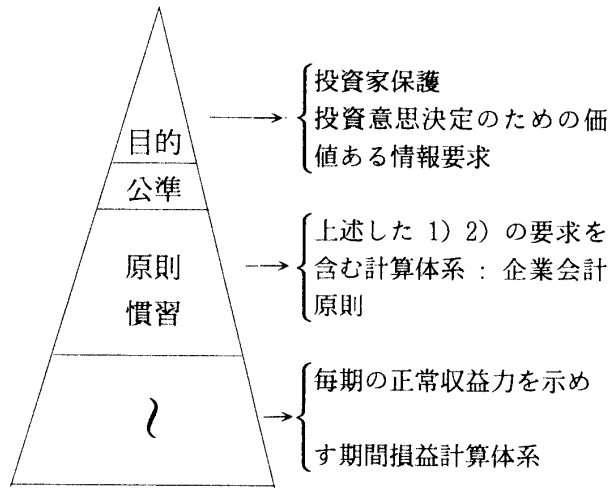 目的
公準
原則
慣習
投資家保護
投資意思決定のための価
値ある情報要求
上述した 1) 2) の要求を
含む計算体系：企業会計
原則
毎期の正常収益力を示め
す期間損益計算体系